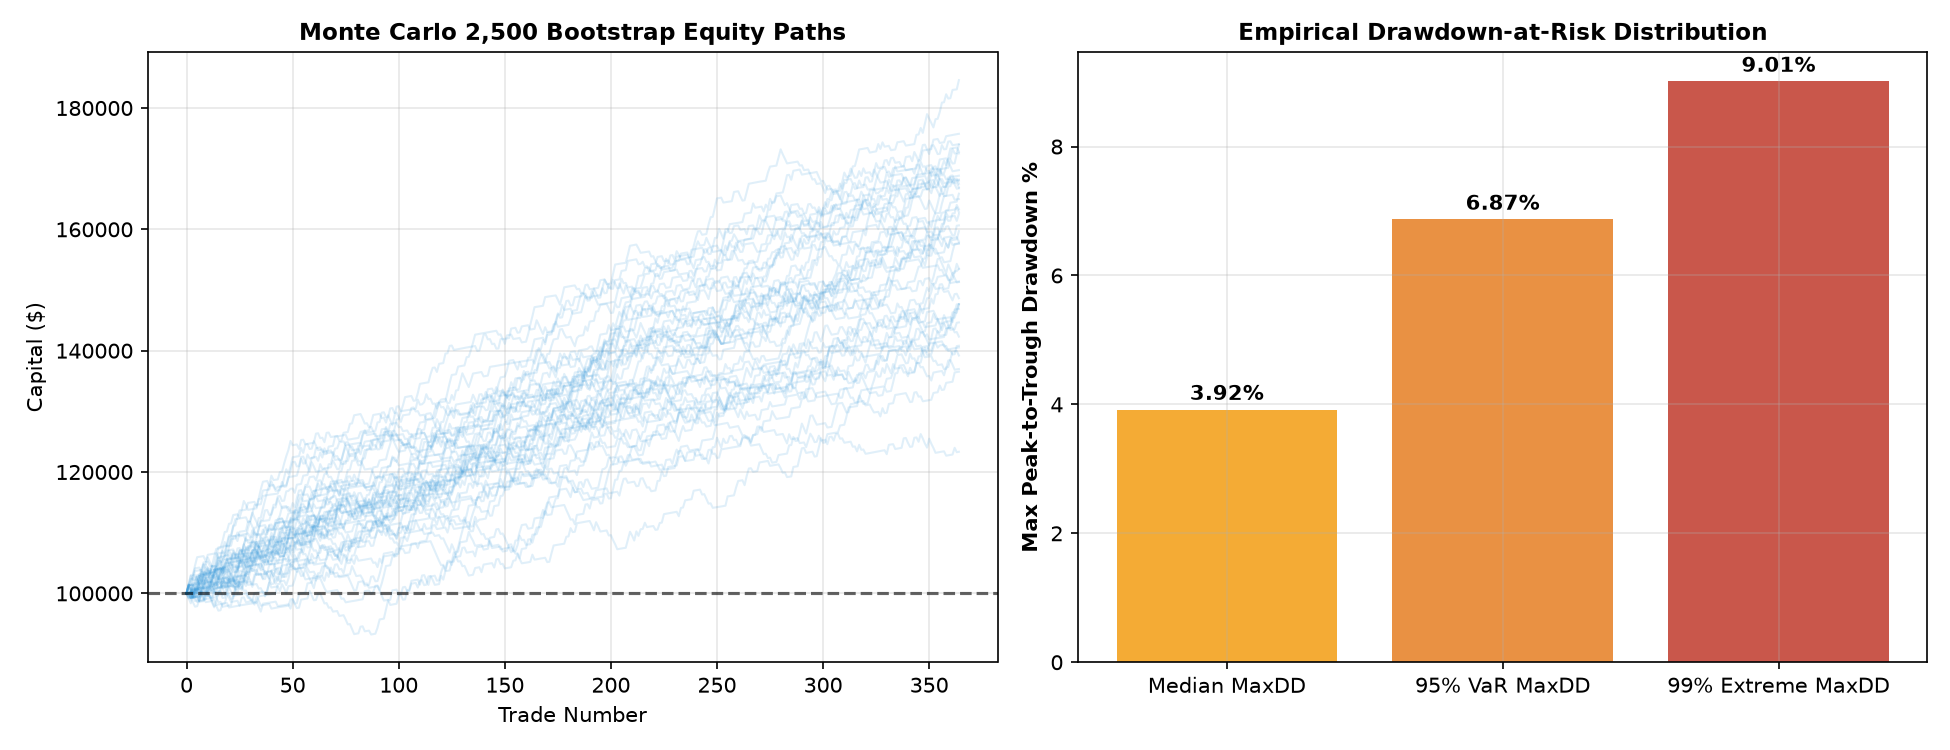 Monte Carlo 2,500 Bootstrap Equity Paths
Capital ($)
180000
160000
140000
120000
100000
0 50 100 150 200 250 300 350
Trade Number
Empirical Drawdown-at-Risk Distribution
Max Peak-to-Trough Drawdown %
8
6
4
2
0
3.92%
6.87%
9.01%
Median MaxDD 95% VaR MaxDD 99% Extreme MaxDD